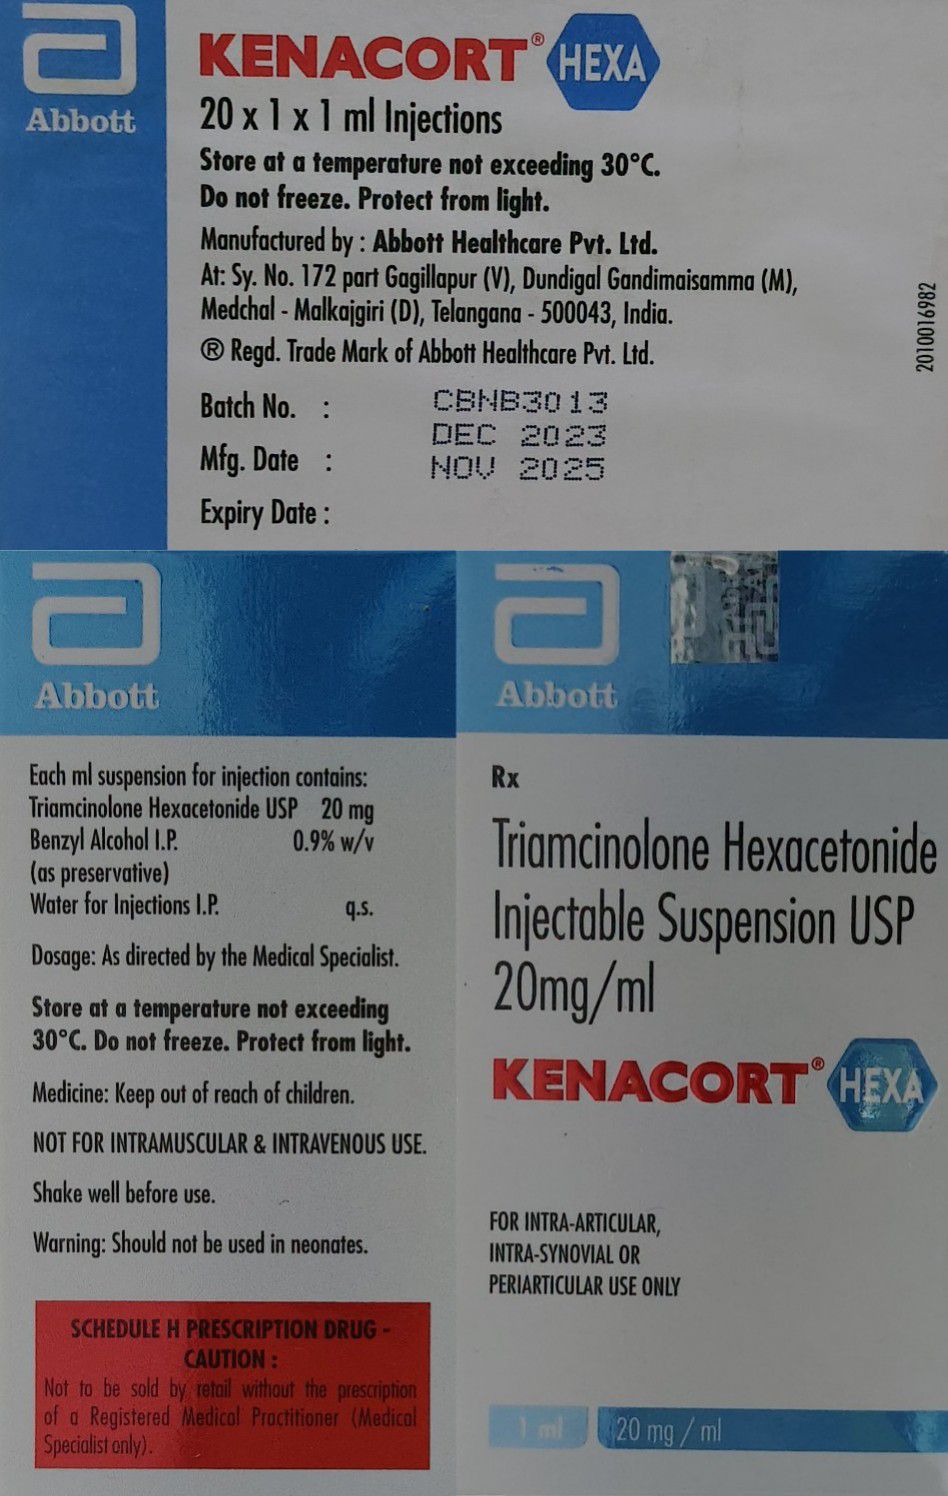 Abbott
KENACORT® HEXA
20 x 1 x 1 ml Injections
Store at a temperature not exceeding 30°C.
Do not freeze. Protect from light.
Manufactured by : Abbott Healthcare Pvt. Ltd.
At: Sy. No. 172 part Gagillapur (V), Dundigal Gandimaisamma (M),
Medchal - Malkajgiri (D), Telangana - 500043, India.
® Regd. Trade Mark of Abbott Healthcare Pvt. Ltd.
2010016982
Batch No. : CBNB3013
DEC 2023
Mfg. Date : NOV 2025
Expiry Date :
Abbott
Each ml suspension for injection contains:
Triamcinolone Hexacetonide USP 20 mg
Benzyl Alcohol I.P. 0.9% w/v
(as preservative)
Water for Injections I.P. q.s.
Dosage: As directed by the Medical Specialist.
Store at a temperature not exceeding
30°C. Do not freeze. Protect from light.
Medicine: Keep out of reach of children.
NOT FOR INTRAMUSCULAR & INTRAVENOUS USE.
Shake well before use.
Warning: Should not be used in neonates.
SCHEDULE H PRESCRIPTION DRUG -
CAUTION :
Not to be sold by retail without the prescription
of a Registered Medical Practitioner (Medical
Specialist only).
Abbott
Rx
Triamcinolone Hexacetonide
Injectable Suspension USP
20mg/ml
KENACORT® HEXA
FOR INTRA-ARTICULAR,
INTRA-SYNOVIAL OR
PERIARTICULAR USE ONLY
1 ml 20 mg / ml